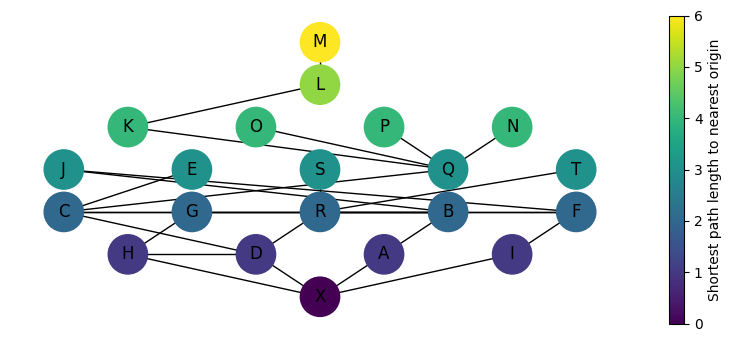 M
L
K O P N
J E S Q T
C G R B F
H D A I
X
6
5
4
3
2
1
0
Shortest path length to nearest origin